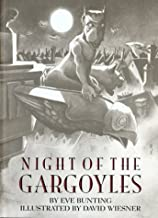 NIGHT OF THE
GARGOYLES
BY EVE BUNTING
ILLUSTRATED BY DAVID WIESNER